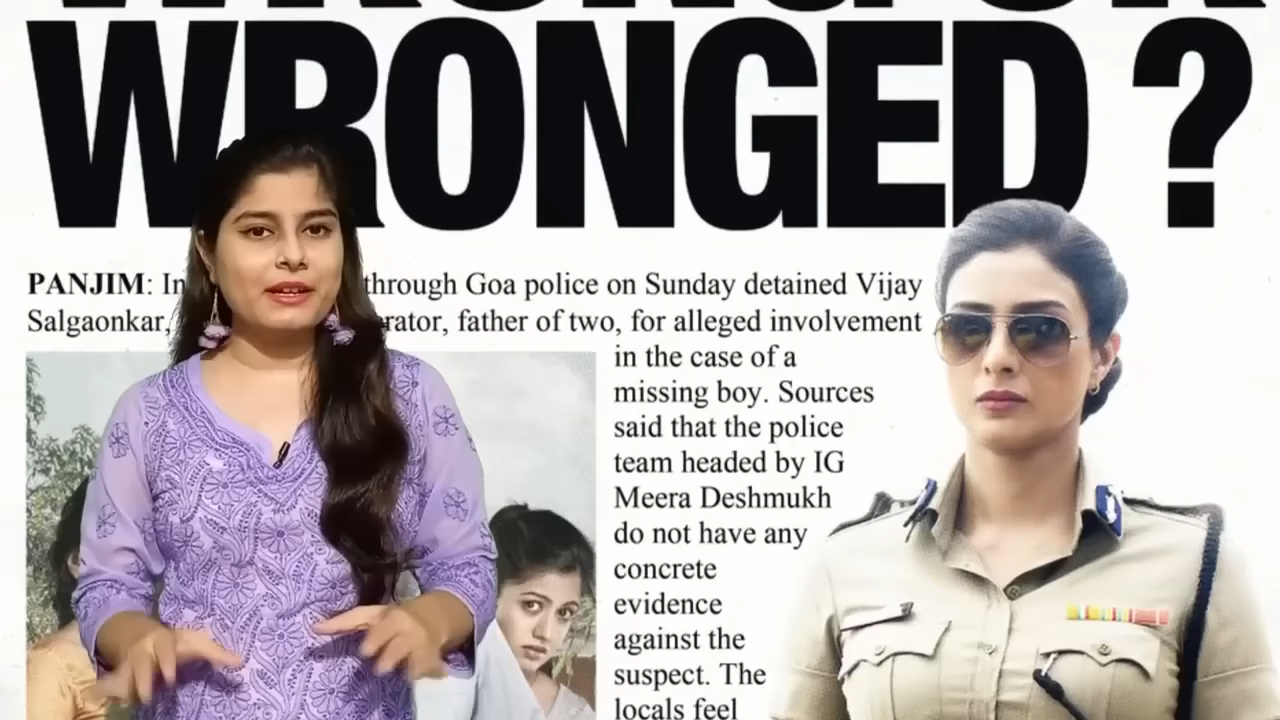 WRONGED ?
PANJIM: In through Goa police on Sunday detained Vijay
Salgaonkar, father of two, for alleged involvement
in the case of a
missing boy. Sources
said that the police
team headed by IG
Meera Deshmukh
do not have any
concrete
evidence
against the
suspect. The
locals feel